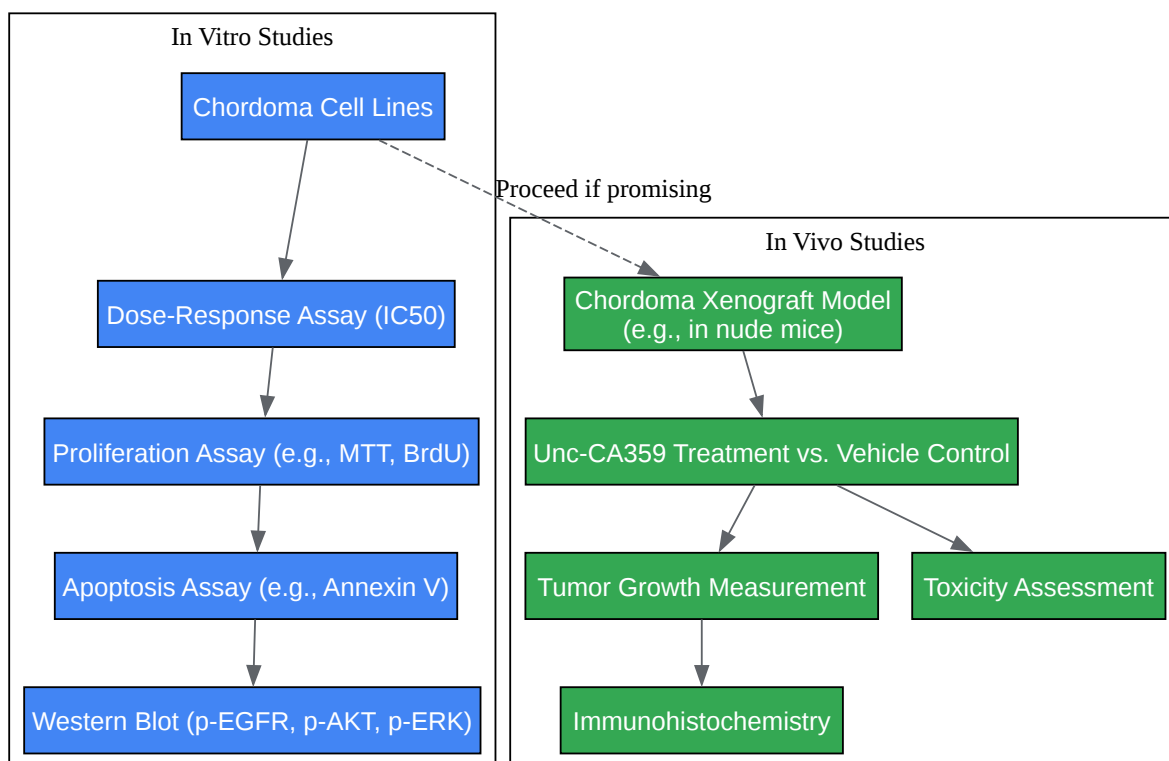 In Vitro Studies
Chordoma Cell Lines
Proceed if promising
Dose-Response Assay (IC50)
Proliferation Assay (e.g., MTT, BrdU)
Apoptosis Assay (e.g., Annexin V)
Western Blot (p-EGFR, p-AKT, p-ERK)
In Vivo Studies
Chordoma Xenograft Model
(e.g., in nude mice)
Unc-CA359 Treatment vs. Vehicle Control
Tumor Growth Measurement
Toxicity Assessment
Immunohistochemistry